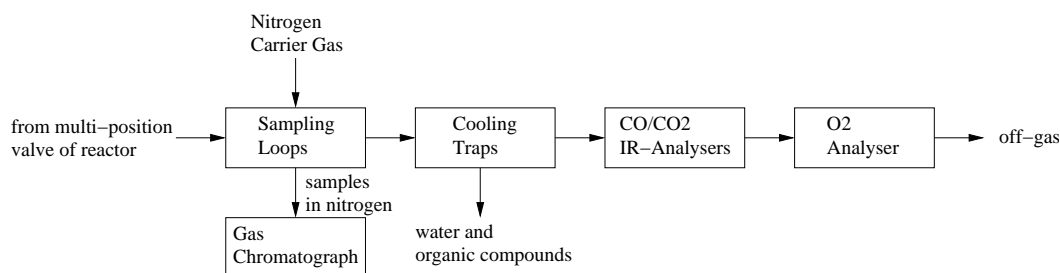 Nitrogen
Carrier Gas
from multi−position
valve of reactor
Sampling
Loops
Cooling
Traps
CO/CO2
IR−Analysers
O2
Analyser
off−gas
samples
in nitrogen
Gas
Chromatograph
water and
organic compounds